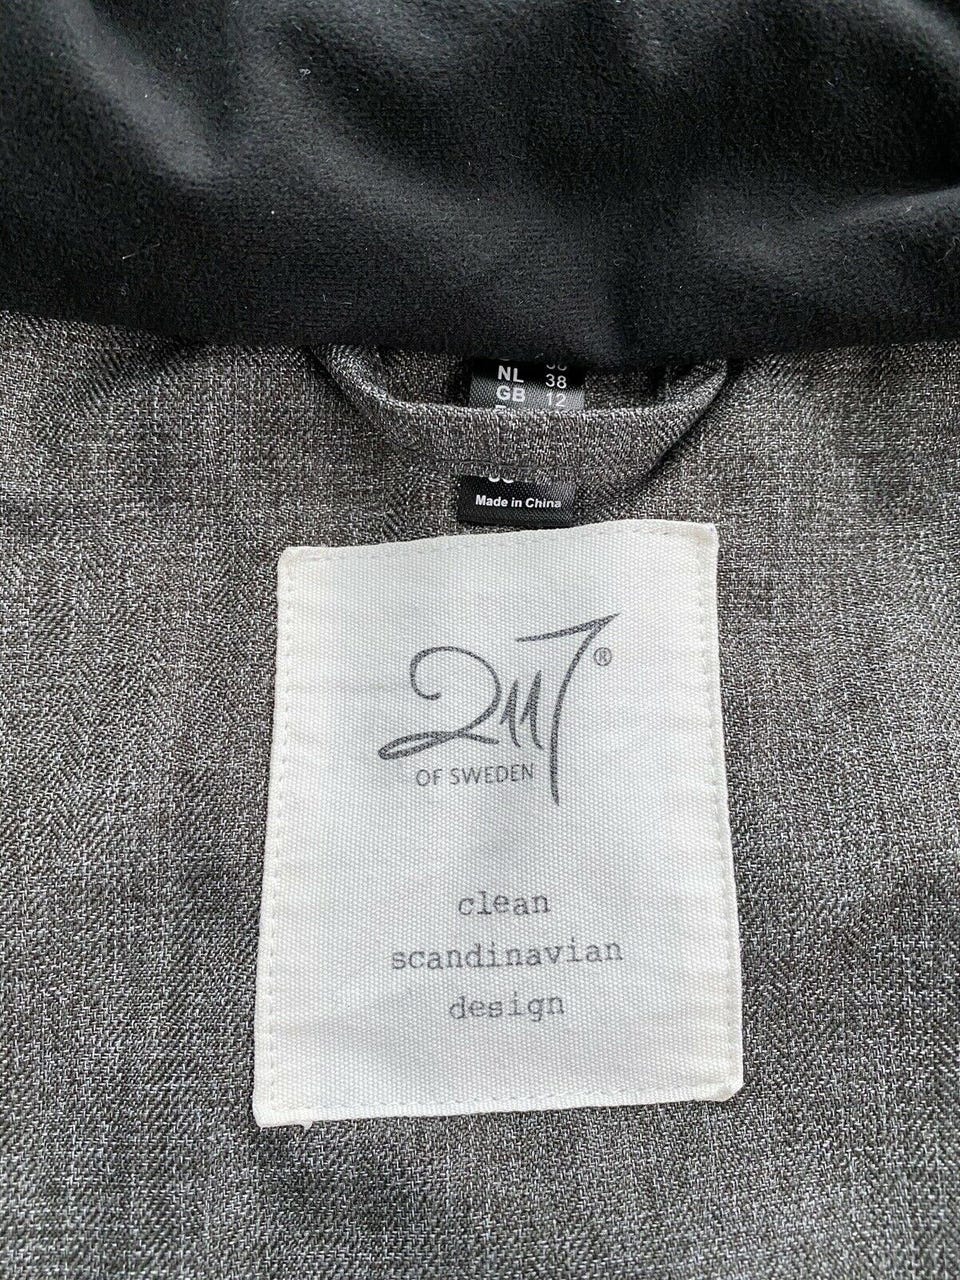 NL 38
GB 12
Made in China
2117®
OF SWEDEN
clean
scandinavian
design